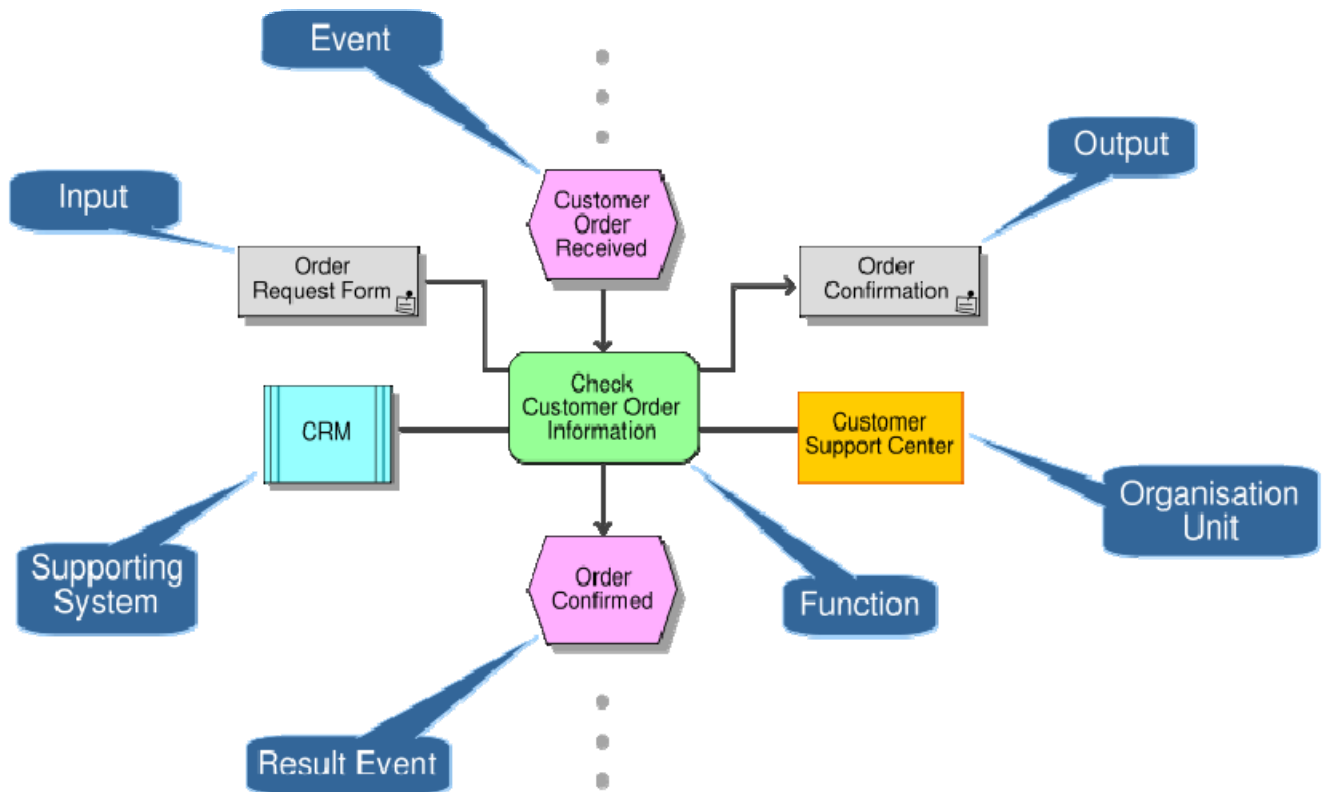 Event
Output
Input
Customer
Order
Received
Order
Request Form
Order
Confirmation
Check
Customer Order
Information
CRM
Customer
Support Center
Organisation
Unit
Supporting
System
Order
Confirmed
Function
Result Event